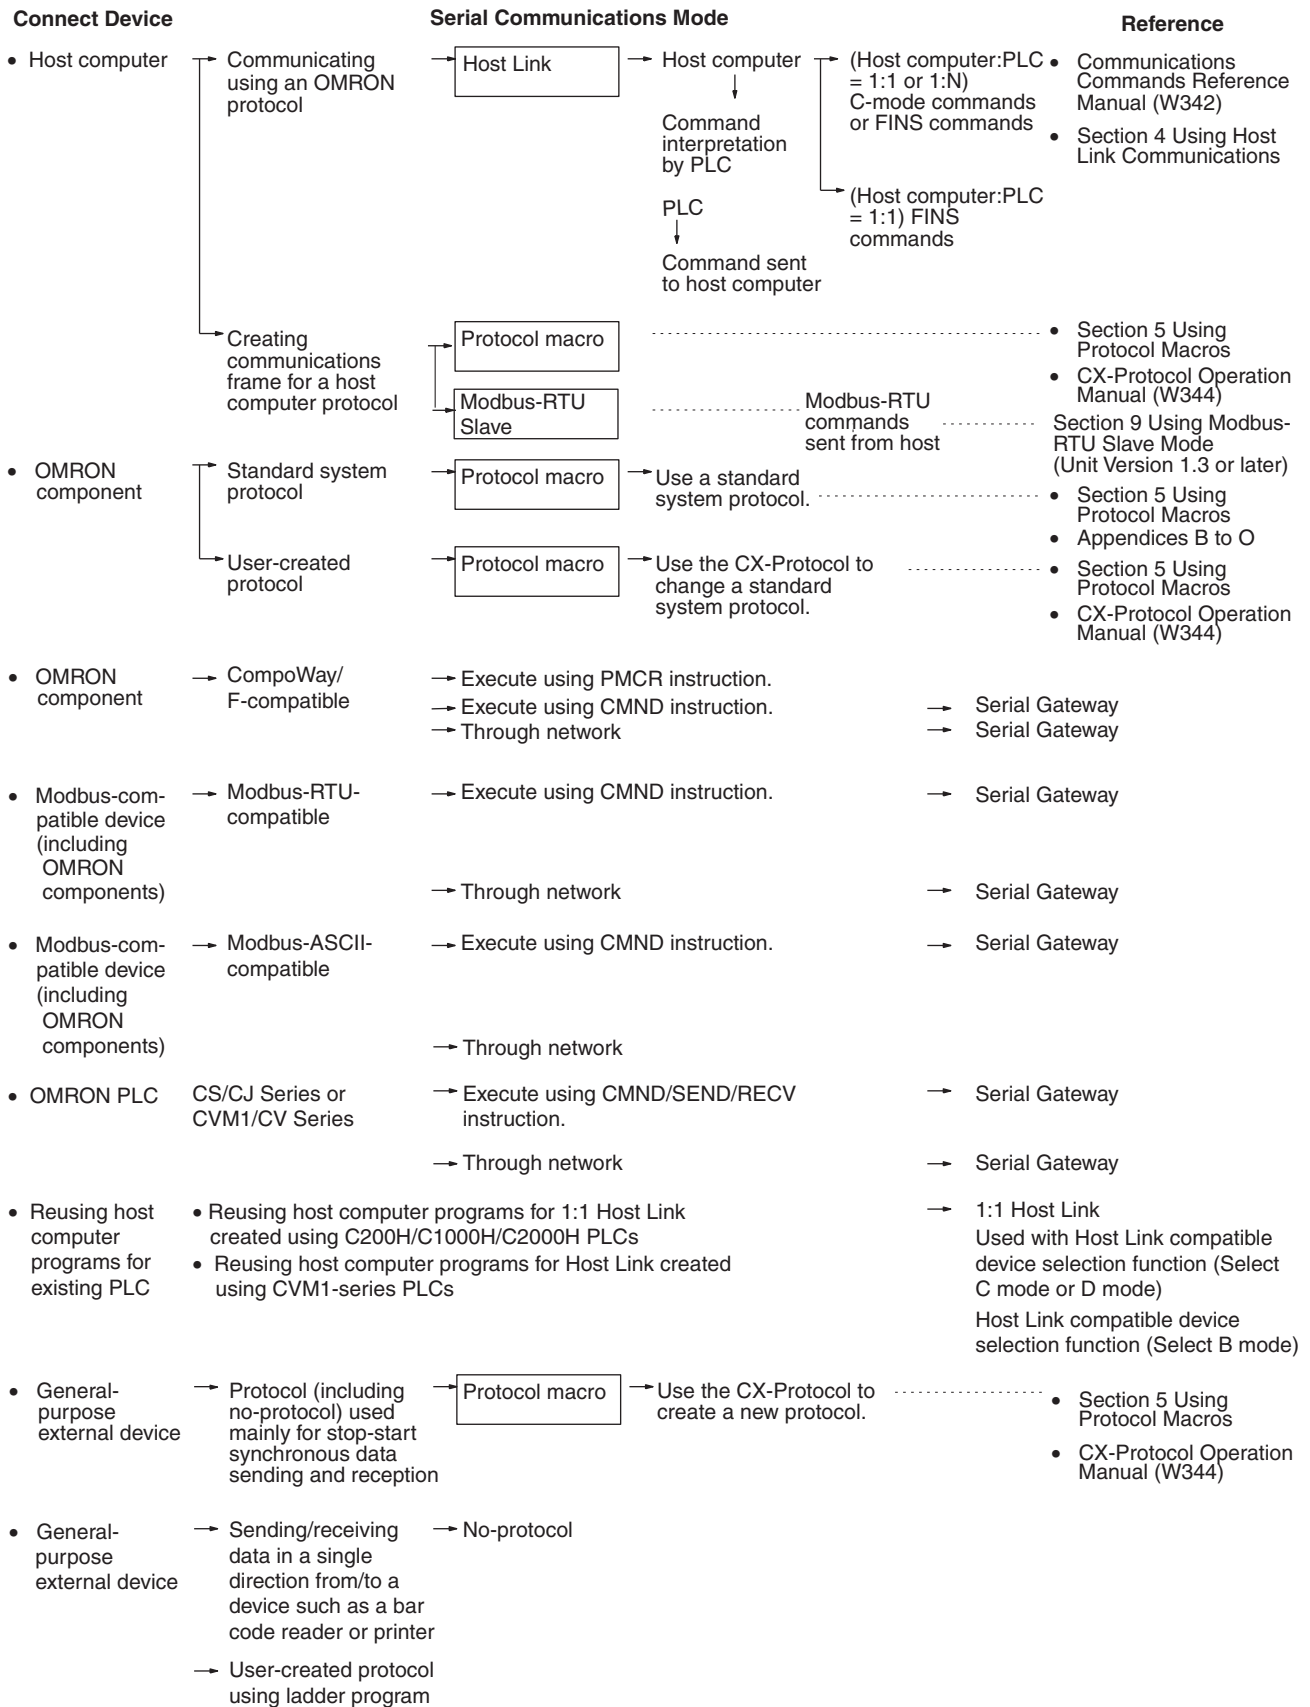 Connect Device
Serial Communications Mode
Reference
• Host computer
Communicating
using an OMRON
protocol
Host Link
Host computer
Command
interpretation
by PLC
PLC
Command sent
to host computer
(Host computer:PLC
= 1:1 or 1:N)
C-mode commands
or FINS commands
(Host computer:PLC
= 1:1) FINS
commands
• Communications
Commands Reference
Manual (W342)
• Section 4 Using Host
Link Communications
Creating
communications
frame for a host
computer protocol
Protocol macro
• Section 5 Using
Protocol Macros
• CX-Protocol Operation
Manual (W344)
Modbus-RTU
Slave
Modbus-RTU
commands
sent from host
Section 9 Using Modbus-
RTU Slave Mode
(Unit Version 1.3 or later)
• OMRON
component
Standard system
protocol
Protocol macro
Use a standard
system protocol.
• Section 5 Using
Protocol Macros
• Appendices B to O
User-created
protocol
Protocol macro
Use the CX-Protocol to
change a standard
system protocol.
• Section 5 Using
Protocol Macros
• CX-Protocol Operation
Manual (W344)
• OMRON
component
CompoWay/
F-compatible
Execute using PMCR instruction.
Execute using CMND instruction.
Serial Gateway
Through network
Serial Gateway
• Modbus-com-
patible device
(including
OMRON
components)
Modbus-RTU-
compatible
Execute using CMND instruction.
Serial Gateway
Through network
Serial Gateway
• Modbus-com-
patible device
(including
OMRON
components)
Modbus-ASCII-
compatible
Execute using CMND instruction.
Serial Gateway
Through network
• OMRON PLC
CS/CJ Series or
CVM1/CV Series
Execute using CMND/SEND/RECV
instruction.
Serial Gateway
Through network
Serial Gateway
• Reusing host
computer
programs for
existing PLC
• Reusing host computer programs for 1:1 Host Link
created using C200H/C1000H/C2000H PLCs
• Reusing host computer programs for Host Link created
using CVM1-series PLCs
1:1 Host Link
Used with Host Link compatible
device selection function (Select
C mode or D mode)
Host Link compatible device
selection function (Select B mode)
• General-
purpose
external device
Protocol (including
no-protocol) used
mainly for stop-start
synchronous data
sending and reception
Protocol macro
Use the CX-Protocol to
create a new protocol.
• Section 5 Using
Protocol Macros
• CX-Protocol Operation
Manual (W344)
• General-
purpose
external device
Sending/receiving
data in a single
direction from/to a
device such as a bar
code reader or printer
No-protocol
User-created protocol
using ladder program